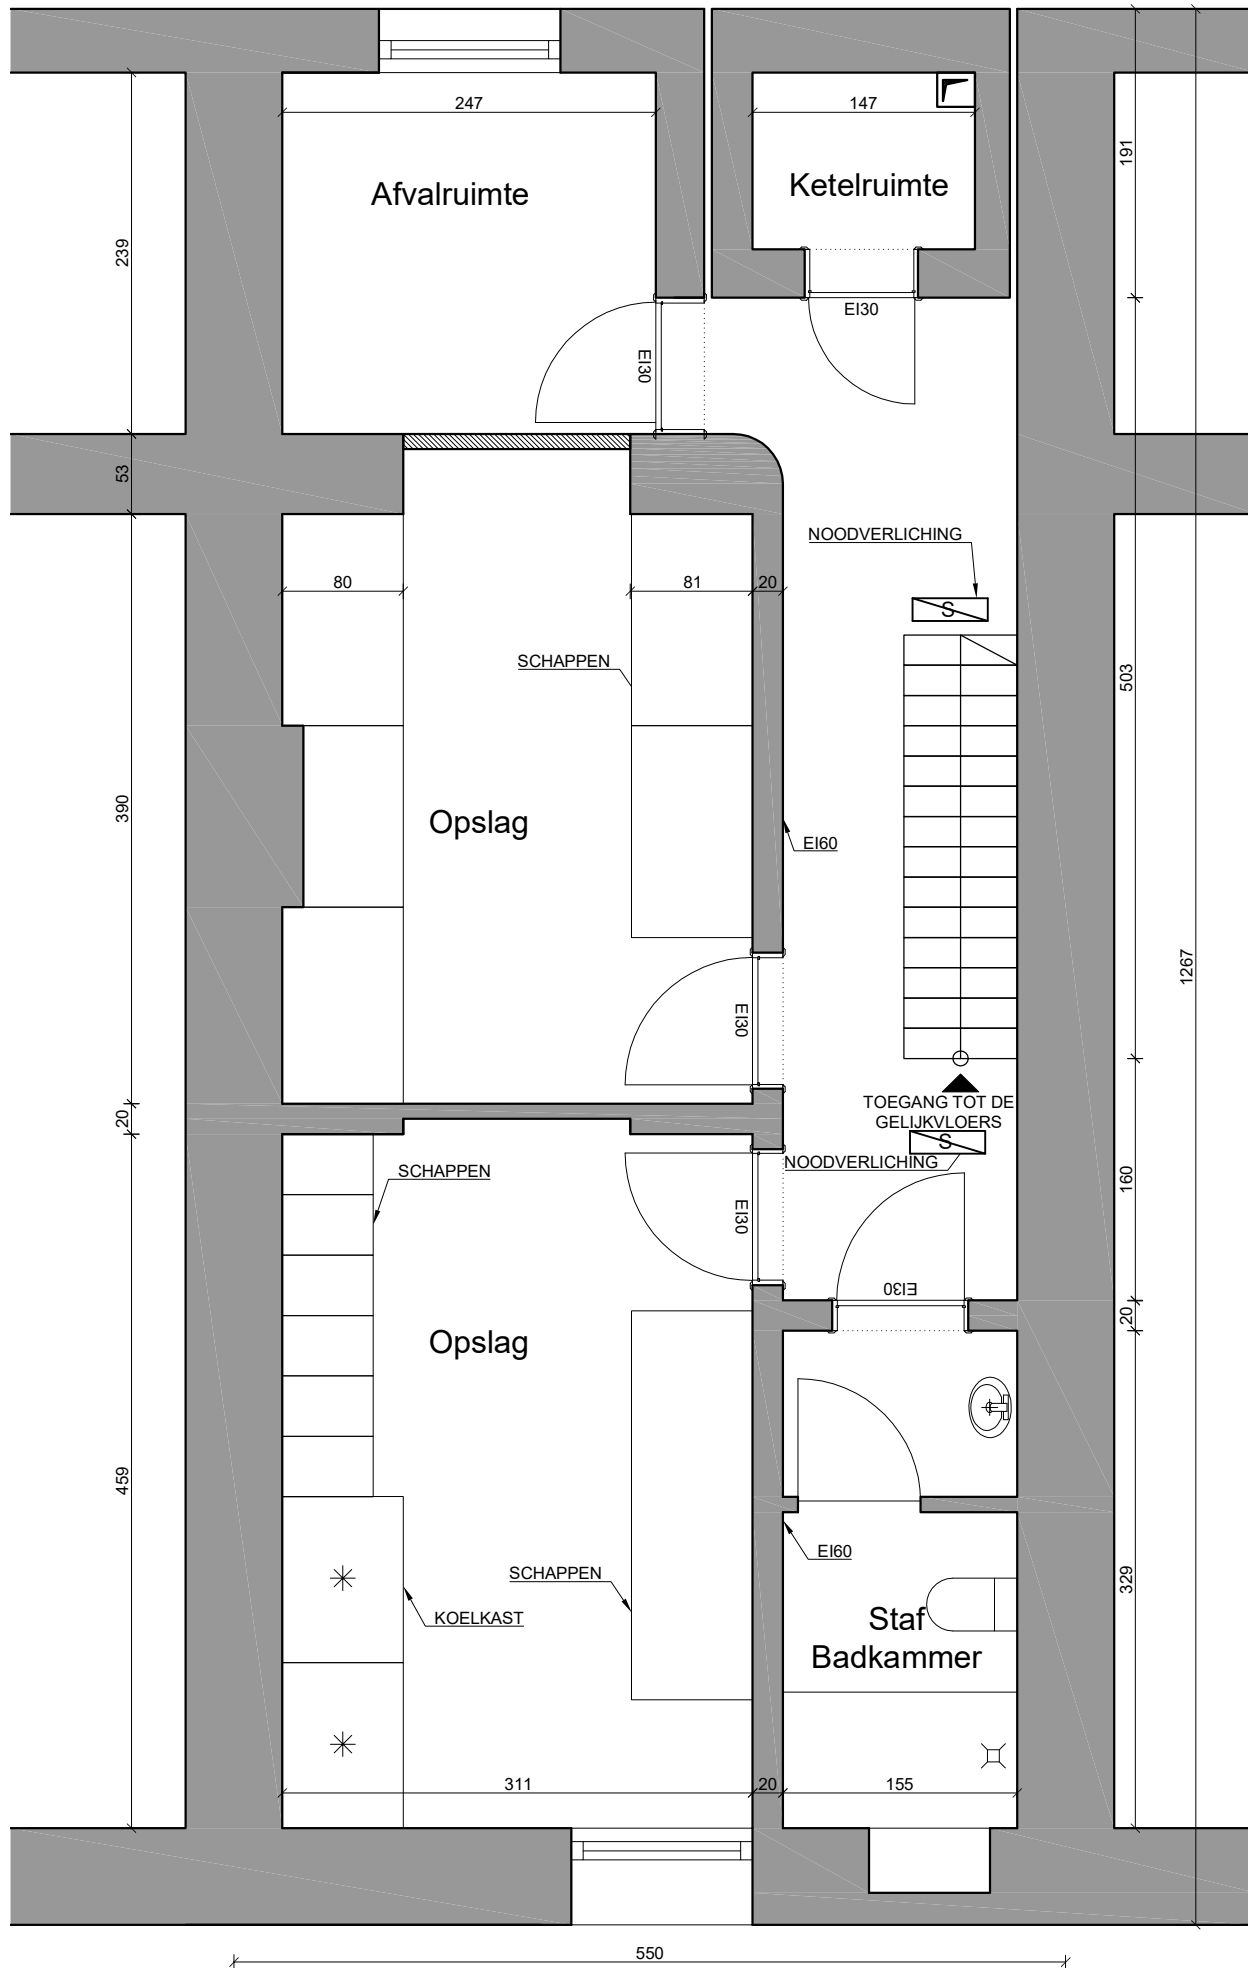 247
147
191
Afvalruimte
Ketelruimte
239
EI30
EI30
53
NOODVERLICHING
80
81
20
S
SCHAPPEN
503
390
Opslag
EI60
1267
EI30
TOEGANG TOT DE
GELIJKVLOERS
20
S
NOODVERLICHING
SCHAPPEN
160
EI30
EI30
20
Opslag
459
EI60
SCHAPPEN
329
KOELKAST
Staf
Badkammer
311
20
155
550